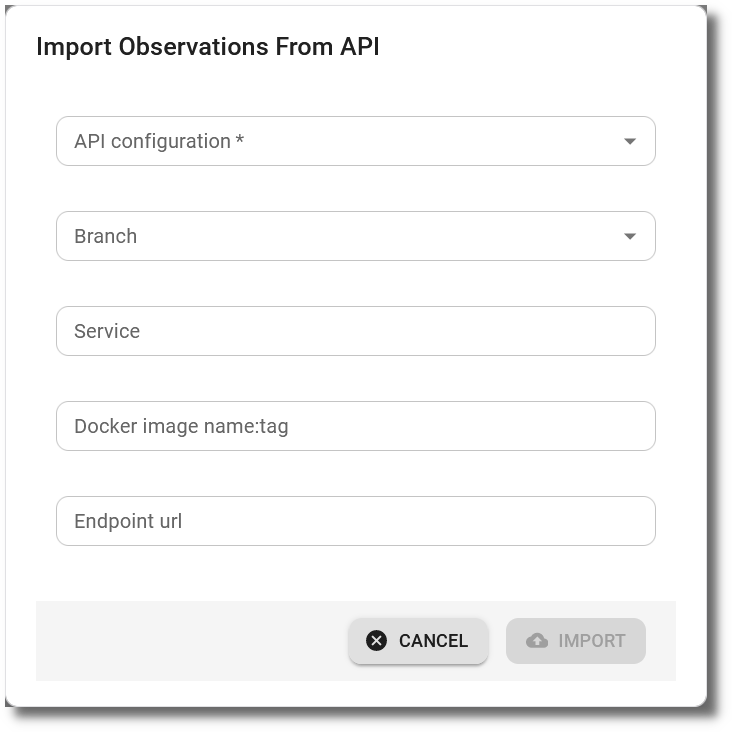 Import Observations From API
API configuration *
Branch
Service
Docker image name:tag
Endpoint url
CANCEL
IMPORT